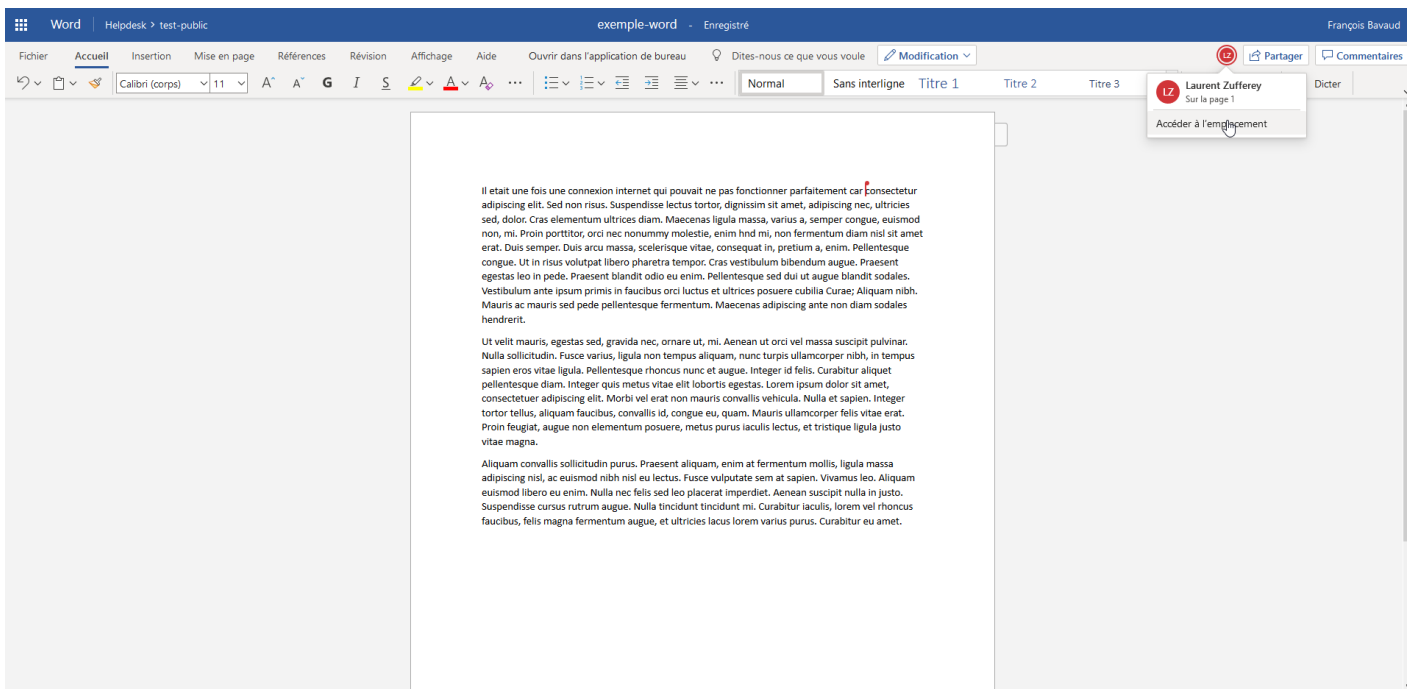 Word Helpdesk > test-public exemple-word - Enregistré François Bavaud
Fichier Accueil Insertion Mise en page Références Révision Affichage Aide Ouvrir dans l'application de bureau Dites-nous ce que vous voule Modification LZ Partager Commentaires
Calibri (corps) 11 A A G I S A A ... ... Normal Sans interligne Titre 1 Titre 2 Titre 3 Dicter
LZ Laurent Zufferey
Sur la page 1
Accéder à l'emplacement
Il etait une fois une connexion internet qui pouvait ne pas fonctionner parfaitement car consectetur
adipiscing elit. Sed non risus. Suspendisse lectus tortor, dignissim sit amet, adipiscing nec, ultricies
sed, dolor. Cras elementum ultrices diam. Maecenas ligula massa, varius a, semper congue, euismod
non, mi. Proin porttitor, orci nec nonummy molestie, enim hnd mi, non fermentum diam nisl sit amet
erat. Duis semper. Duis arcu massa, scelerisque vitae, consequat in, pretium a, enim. Pellentesque
congue. Ut in risus volutpat libero pharetra tempor. Cras vestibulum bibendum augue. Praesent
egestas leo in pede. Praesent blandit odio eu enim. Pellentesque sed dui ut augue blandit sodales.
Vestibulum ante ipsum primis in faucibus orci luctus et ultrices posuere cubilia Curae; Aliquam nibh.
Mauris ac mauris sed pede pellentesque fermentum. Maecenas adipiscing ante non diam sodales
hendrerit.
Ut velit mauris, egestas sed, gravida nec, ornare ut, mi. Aenean ut orci vel massa suscipit pulvinar.
Nulla sollicitudin. Fusce varius, ligula non tempus aliquam, nunc turpis ullamcorper nibh, in tempus
sapien eros vitae ligula. Pellentesque rhoncus nunc et augue. Integer id felis. Curabitur aliquet
pellentesque diam. Integer quis metus vitae elit lobortis egestas. Lorem ipsum dolor sit amet,
consectetuer adipiscing elit. Morbi vel erat non mauris convallis vehicula. Nulla et sapien. Integer
tortor tellus, aliquam faucibus, convallis id, congue eu, quam. Mauris ullamcorper felis vitae erat.
Proin feugiat, augue non elementum posuere, metus purus iaculis lectus, et tristique ligula justo
vitae magna.
Aliquam convallis sollicitudin purus. Praesent aliquam, enim at fermentum mollis, ligula massa
adipiscing nisl, ac euismod nibh nisl eu lectus. Fusce vulputate sem at sapien. Vivamus leo. Aliquam
euismod libero eu enim. Nulla nec felis sed leo placerat imperdiet. Aenean suscipit nulla in justo.
Suspendisse cursus rutrum augue. Nulla tincidunt tincidunt mi. Curabitur iaculis, lorem vel rhoncus
faucibus, felis magna fermentum augue, et ultricies lacus lorem varius purus. Curabitur eu amet.